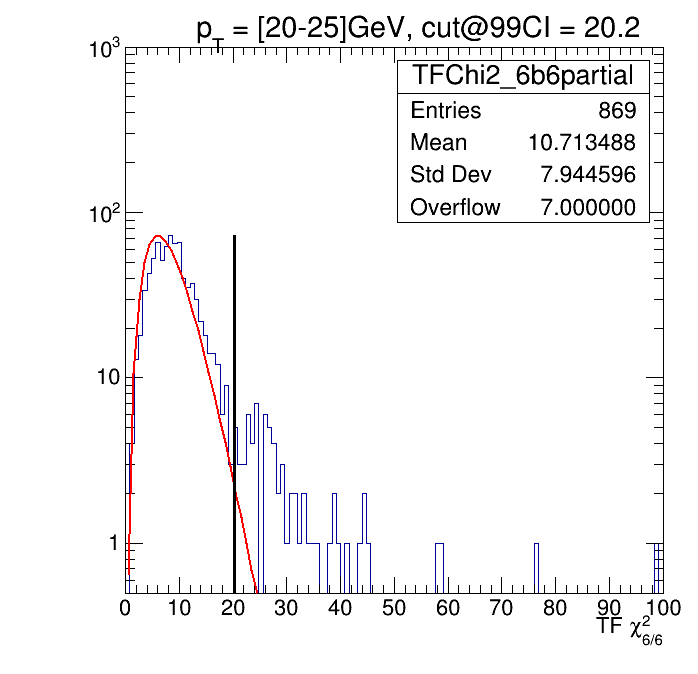 p_T = [20-25]GeV, cut@99CI = 20.2
TFChi2_6b6partial
Entries 869
Mean 10.713488
Std Dev 7.944596
Overflow 7.000000
10³
10²
10
1
0 10 20 30 40 50 60 70 80 90 100
TF χ²_6/6